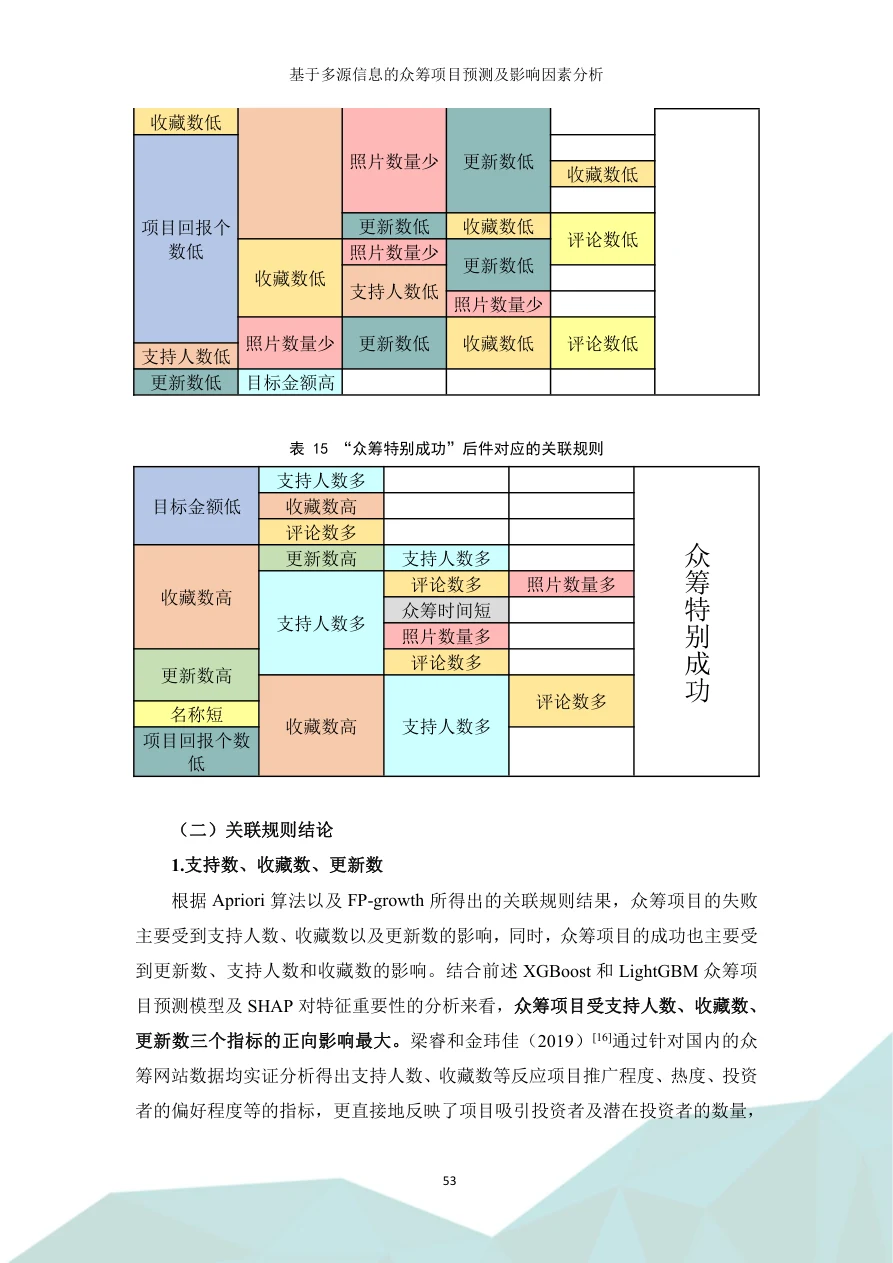 基于多源信息的众筹项目预测及影响因素分析
收藏数低
照片数量少 更新数低
收藏数低
项目回报个
数低
更新数低 收藏数低
评论数低
照片数量少
更新数低
收藏数低
支持人数低
照片数量少
照片数量少 更新数低 收藏数低 评论数低
支持人数低
更新数低 目标金额高
表 15 “众筹特别成功”后件对应的关联规则
支持人数多
目标金额低 收藏数高
评论数多
更新数高 支持人数多
评论数多 照片数量多
收藏数高
众筹时间短
支持人数多
照片数量多
评论数多
更新数高
评论数多
名称短
收藏数高 支持人数多
项目回报个数
低
众
筹
特
别
成
功
（二）关联规则结论
1.支持数、收藏数、更新数
根据 Apriori 算法以及 FP-growth 所得出的关联规则结果，众筹项目的失败
主要受到支持人数、收藏数以及更新数的影响，同时，众筹项目的成功也主要受
到更新数、支持人数和收藏数的影响。结合前述 XGBoost 和 LightGBM 众筹项
目预测模型及 SHAP 对特征重要性的分析来看，众筹项目受支持人数、收藏数、
更新数三个指标的正向影响最大。梁睿和金玮佳（2019）[16]通过针对国内的众
筹网站数据均实证分析得出支持人数、收藏数等反应项目推广程度、热度、投资
者的偏好程度等的指标，更直接地反映了项目吸引投资者及潜在投资者的数量，
53